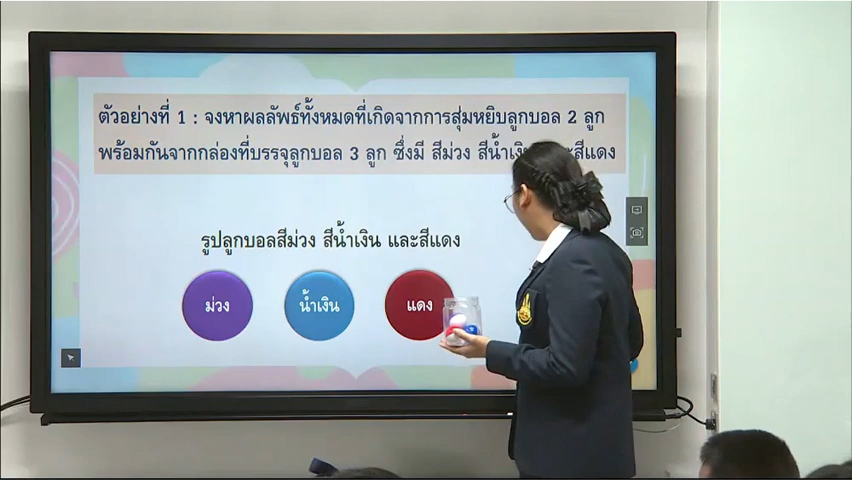 ตัวอย่างที่ 1 : จงหาผลลัพธ์ทั้งหมดที่เกิดจากการสุ่มหยิบลูกบอล 2 ลูก
พร้อมกันจากกล่องที่บรรจุลูกบอล 3 ลูก ซึ่งมี สีม่วง สีน้ำเงิน สีแดง
รูปลูกบอลสีม่วง สีน้ำเงิน และสีแดง
ม่วง น้ำเงิน แดง